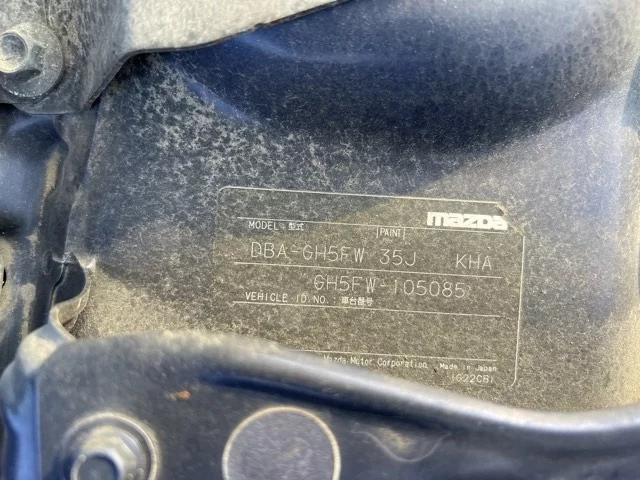 mazda
MODEL・型式 PAINT
DBA-GH5FW 35J KHA
GH5FW-105085
VEHICLE ID.NO.:車台番号
Mazda Motor Corporation Made in Japan